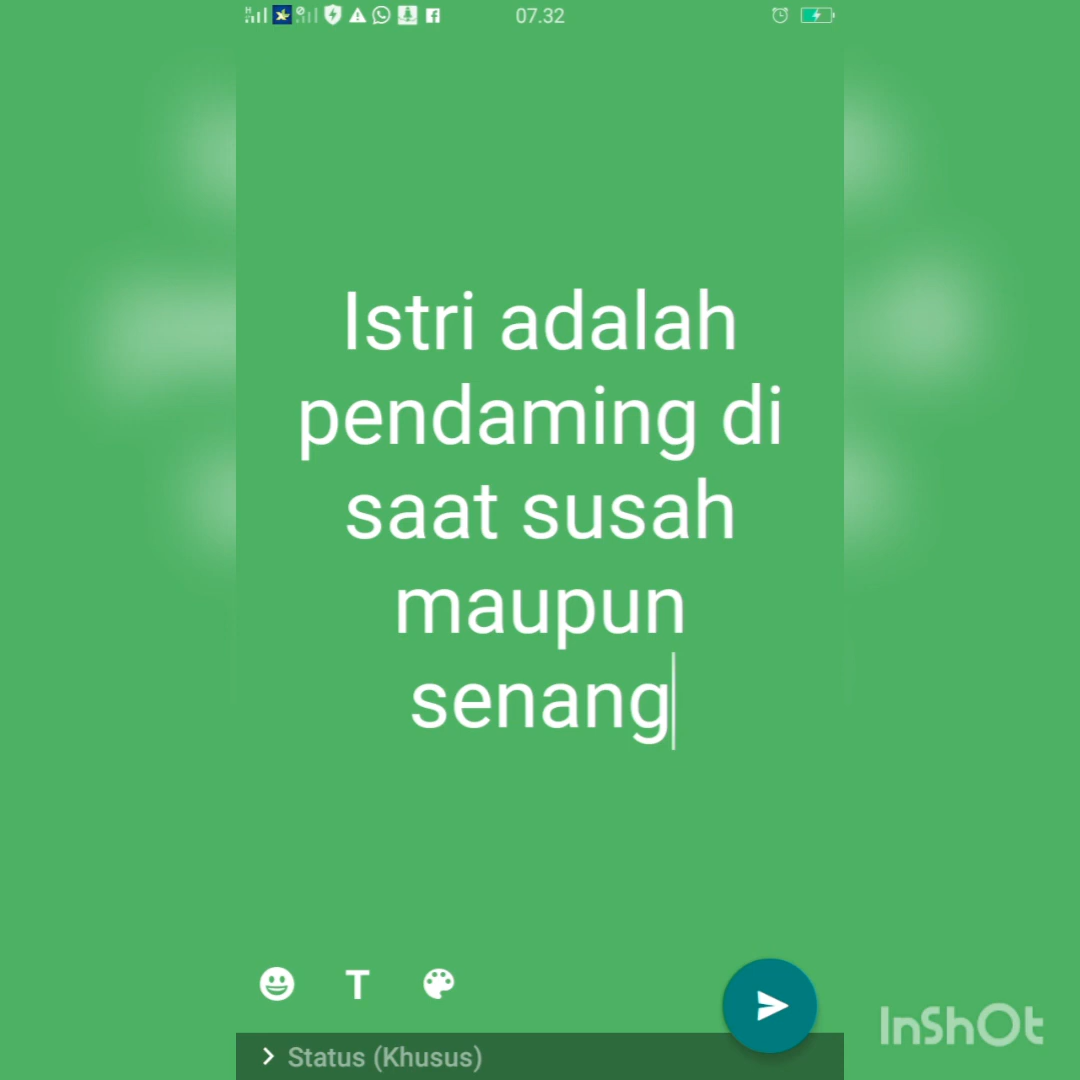 07.32
Istri adalah
pendaming di
saat susah
maupun
senang
T
Status (Khusus)
InShOt